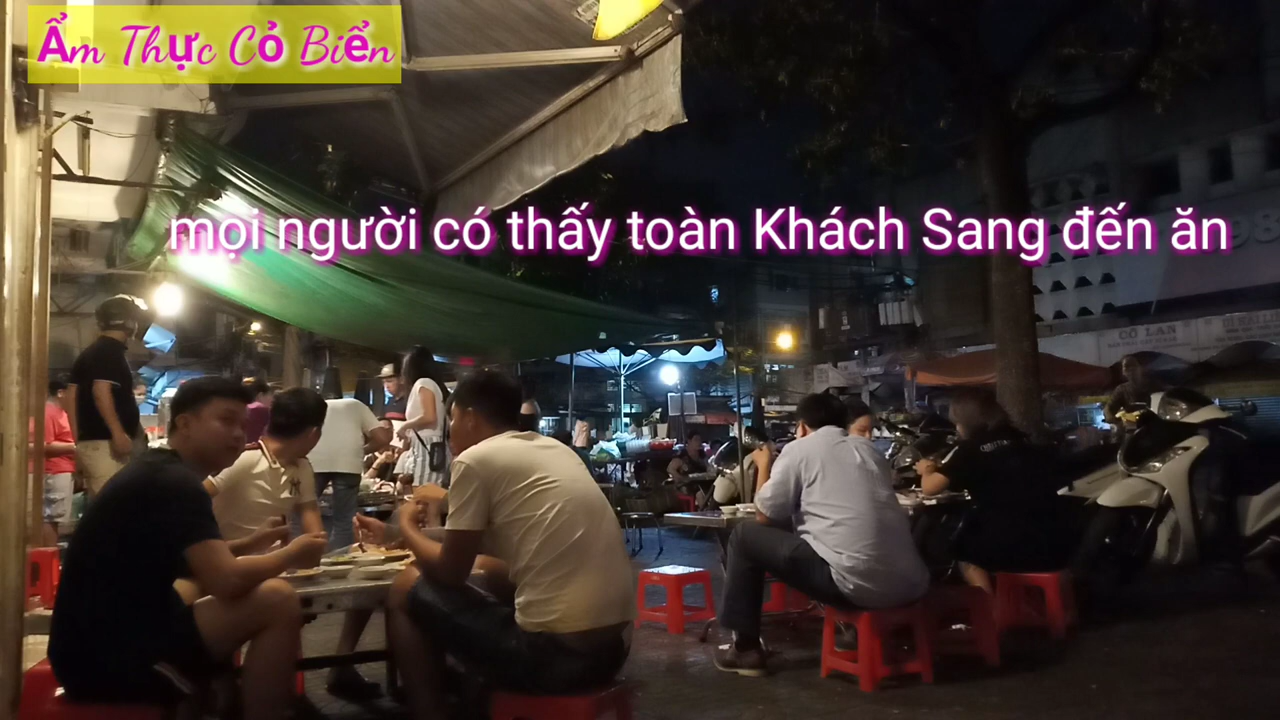 Ẩm Thực Cỏ Biển
mọi người có thấy toàn Khách Sang đến ăn
CÔ LAN